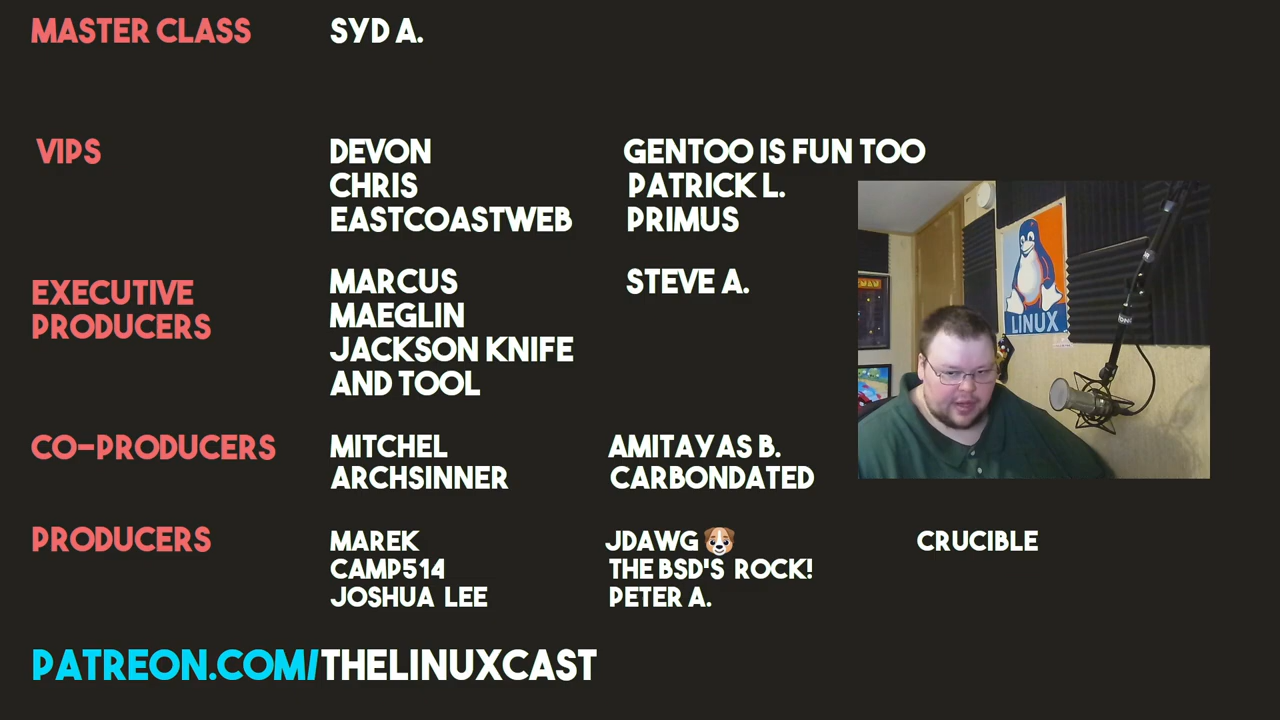 MASTER CLASS SYD A.
VIPS DEVON GENTOO IS FUN TOO
CHRIS PATRICK L.
EASTCOASTWEB PRIMUS
EXECUTIVE PRODUCERS MARCUS STEVE A.
MAEGLIN
JACKSON KNIFE
AND TOOL
CO-PRODUCERS MITCHEL AMITAYAS B.
ARCHSINNER CARBONDATED
PRODUCERS MAREK JDAWG🐶 CRUCIBLE
CAMP514 THE BSD'S ROCK!
JOSHUA LEE PETER A.
PATREON.COM/THELINUXCAST
LINUX